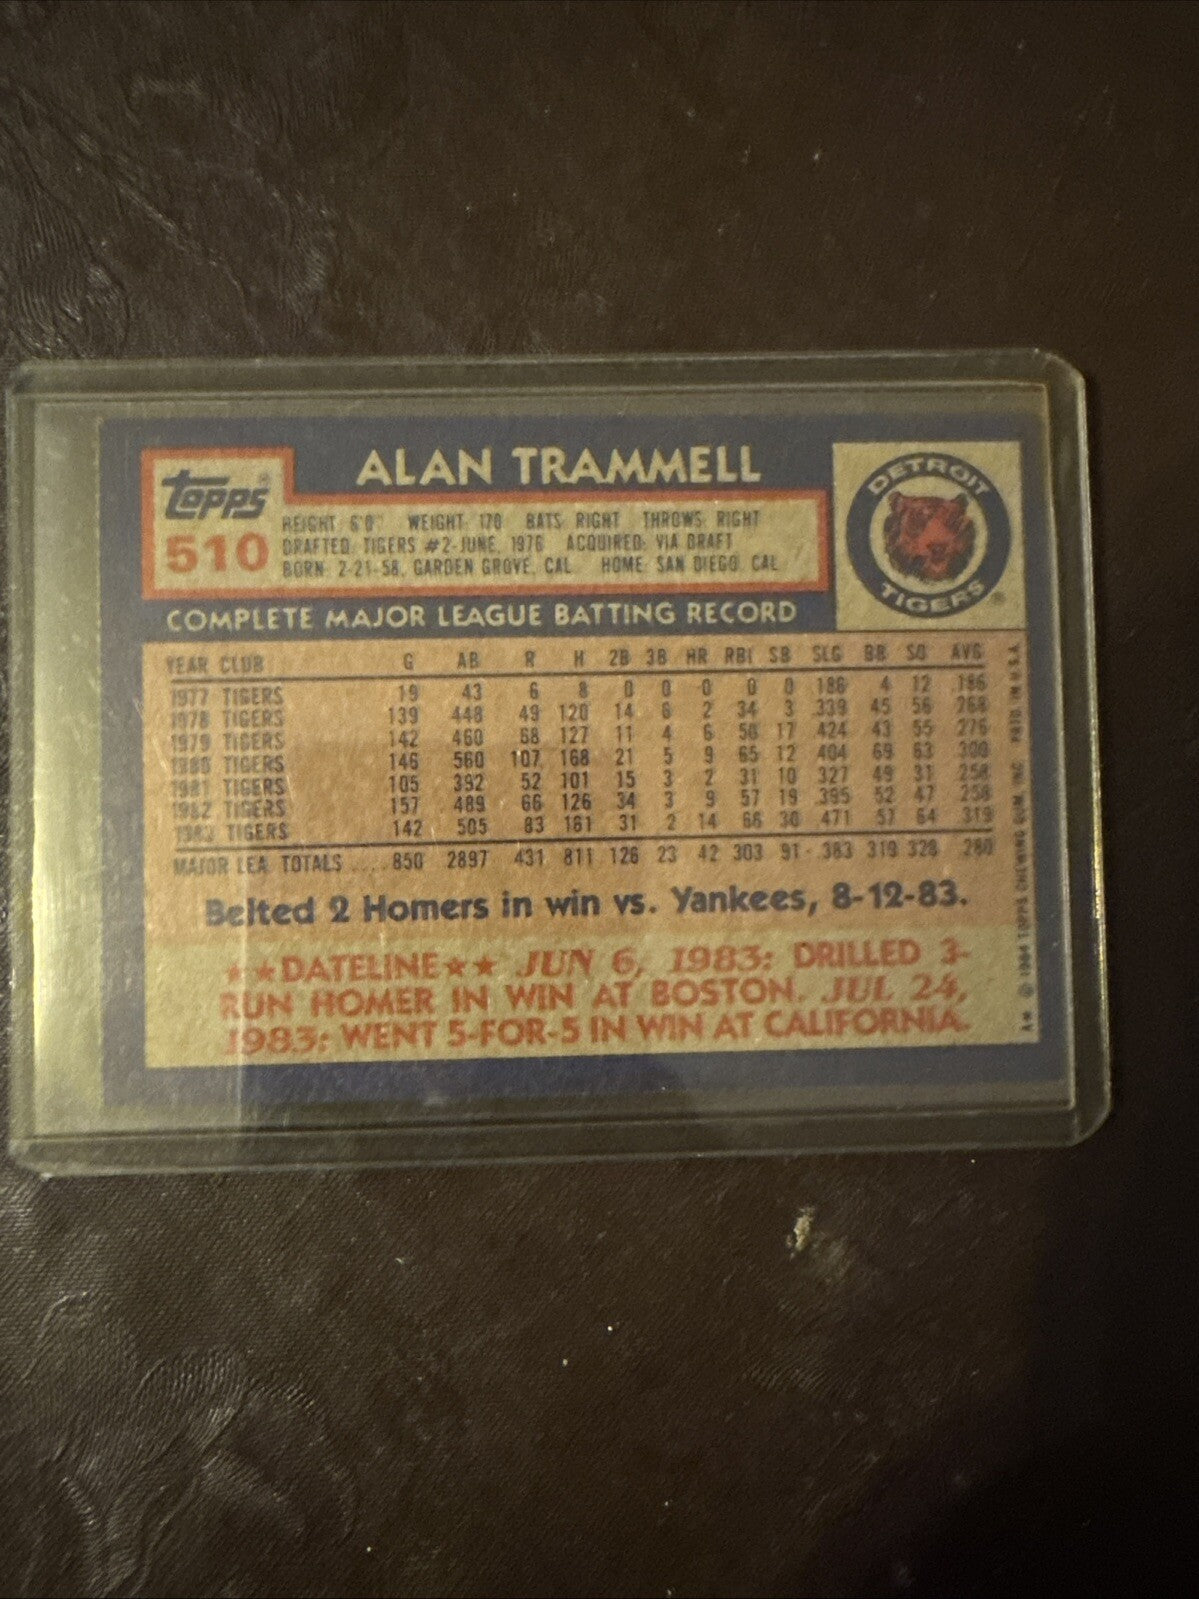 ALAN TRAMMELL
Topps®
510
HEIGHT 6'0" WEIGHT 170 BATS RIGHT THROWS RIGHT
DRAFTED: TIGERS #2-JUNE, 1976 ACQUIRED: VIA DRAFT
BORN: 2-21-58, GARDEN GROVE, CAL HOME: SAN DIEGO, CAL
DETROIT
TIGERS
COMPLETE MAJOR LEAGUE BATTING RECORD
YEAR CLUB G AB R H 2B 3B HR RBI SB SLG BB SO AVG
1977 TIGERS 19 43 6 8 0 0 0 0 0 .186 4 12 .186
1978 TIGERS 139 448 49 120 14 6 2 34 3 .339 45 56 .268
1979 TIGERS 142 460 68 127 11 4 6 50 17 .424 43 55 .276
1980 TIGERS 146 560 107 168 21 5 9 65 12 .404 69 63 .300
1981 TIGERS 105 392 52 101 15 3 2 31 10 .327 49 31 .258
1982 TIGERS 157 489 66 126 34 3 9 57 19 .395 52 47 .258
1983 TIGERS 142 505 83 161 31 2 14 66 30 .471 57 64 .319
MAJOR LEA. TOTALS .... 850 2897 431 811 126 23 42 303 91 .383 319 328 .280
Belted 2 Homers in win vs. Yankees, 8-12-83.
★★DATELINE★★ JUN 6, 1983: DRILLED 3-
RUN HOMER IN WIN AT BOSTON. JUL 24,
1983: WENT 5-FOR-5 IN WIN AT CALIFORNIA.
A* © 1984 TOPPS CHEWING GUM, INC. PRTD. IN U.S.A.